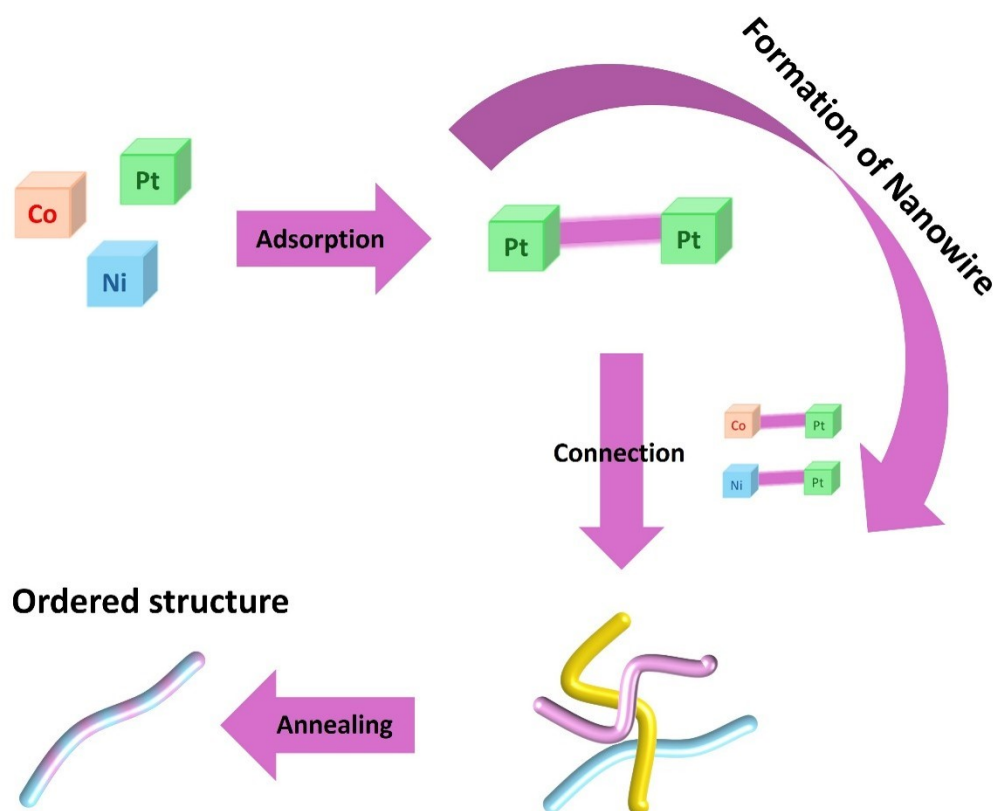 Formation of Nanowire
Pt
Co
Ni
Adsorption
Pt
Pt
Connection
Co
Pt
Ni
Pt
Ordered structure
Annealing